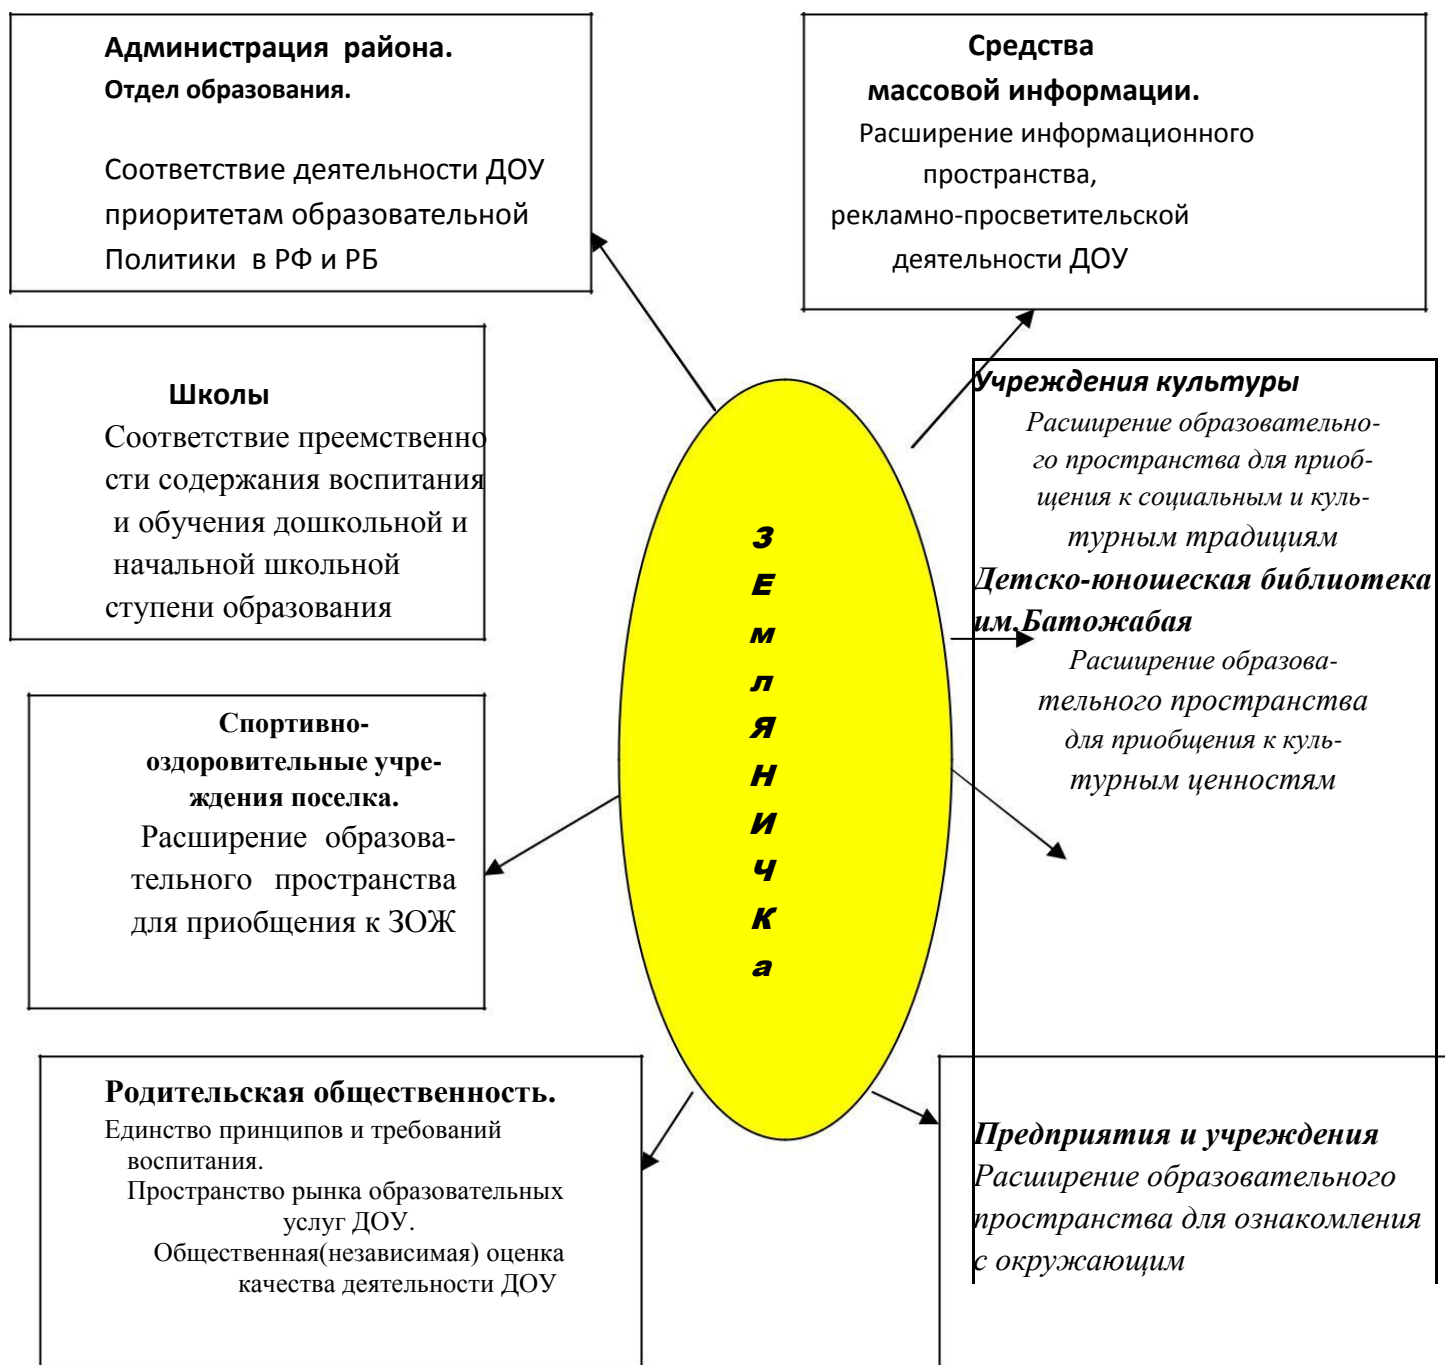 Администрация района.
Отдел образования.
Соответствие деятельности ДОУ
приоритетам образовательной
Политики в РФ и РБ
Средства
массовой информации.
Расширение информационного
пространства,
рекламно-просветительской
деятельности ДОУ
Школы
Соответствие преемственно
сти содержания воспитания
и обучения дошкольной и
начальной школьной
ступени образования
Учреждения культуры
Расширение образовательно-
го пространства для приоб-
щения к социальным и куль-
турным традициям
Детско-юношеская библиотека
им.Батожабая
Расширение образова-
тельного пространства
для приобщения к куль-
турным ценностям
З
Е
м
л
Я
Н
И
Ч
К
а
Спортивно-
оздоровительные учре-
ждения поселка.
Расширение образова-
тельного пространства
для приобщения к ЗОЖ
Родительская общественность.
Единство принципов и требований
воспитания.
Пространство рынка образовательных
услуг ДОУ.
Общественная(независимая) оценка
качества деятельности ДОУ
Предприятия и учреждения
Расширение образовательного
пространства для ознакомления
с окружающим